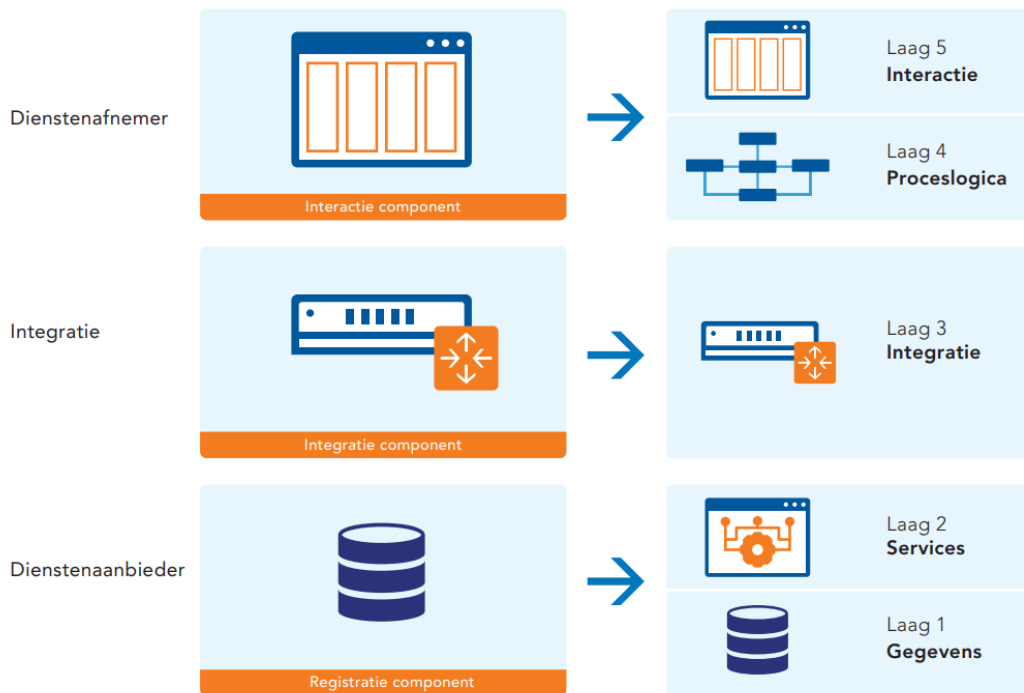 Dienstenafnemer
Interactie component
Laag 5
Interactie
Laag 4
Proceslogica
Integratie
Integratie component
Laag 3
Integratie
Dienstenaanbieder
Registratie component
Laag 2
Services
Laag 1
Gegevens